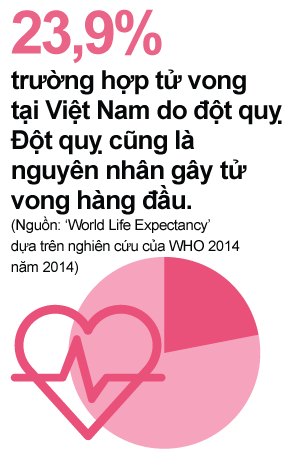 23,9%
trường hợp tử vong
tại Việt Nam do đột quỵ
Đột quỵ cũng là
nguyên nhân gây tử
vong hàng đầu.
(Nguồn: ‘World Life Expectancy’
dựa trên nghiên cứu của WHO 2014
năm 2014)